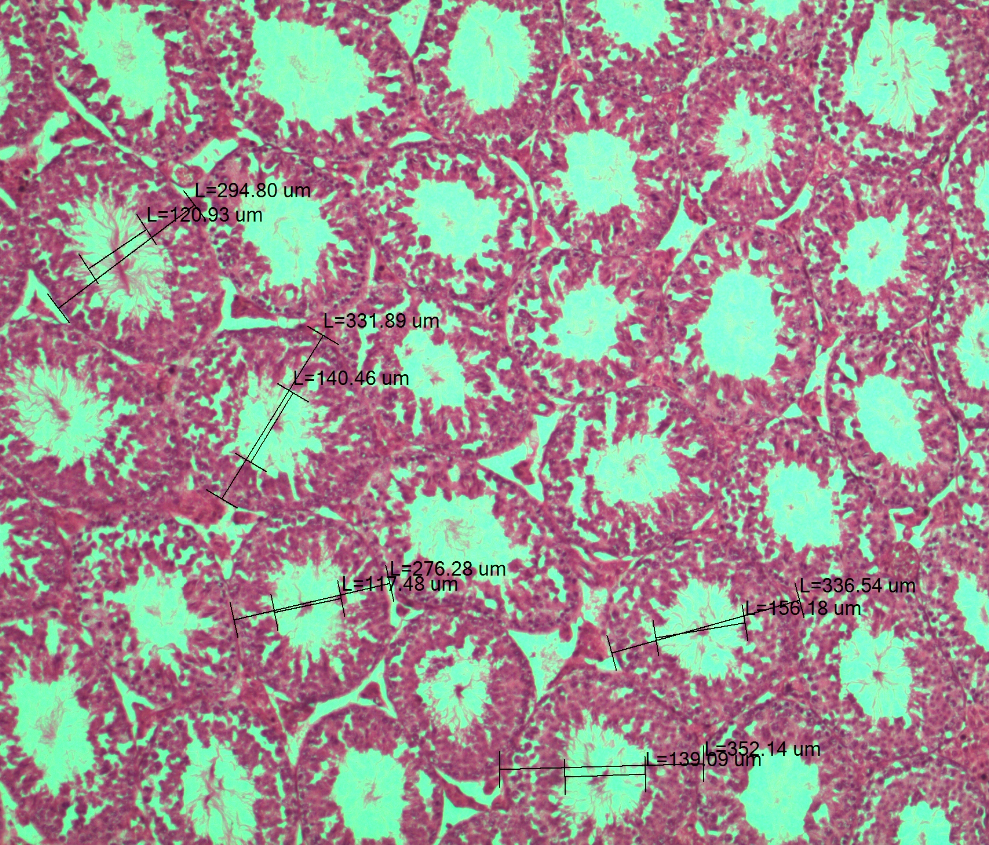 L=294.80 um
L=120.93 um
L=331.89 um
L=140.46 um
L=276.28 um
L=117.48 um
L=336.54 um
L=156.18 um
L=352.14 um
L=139.09 um